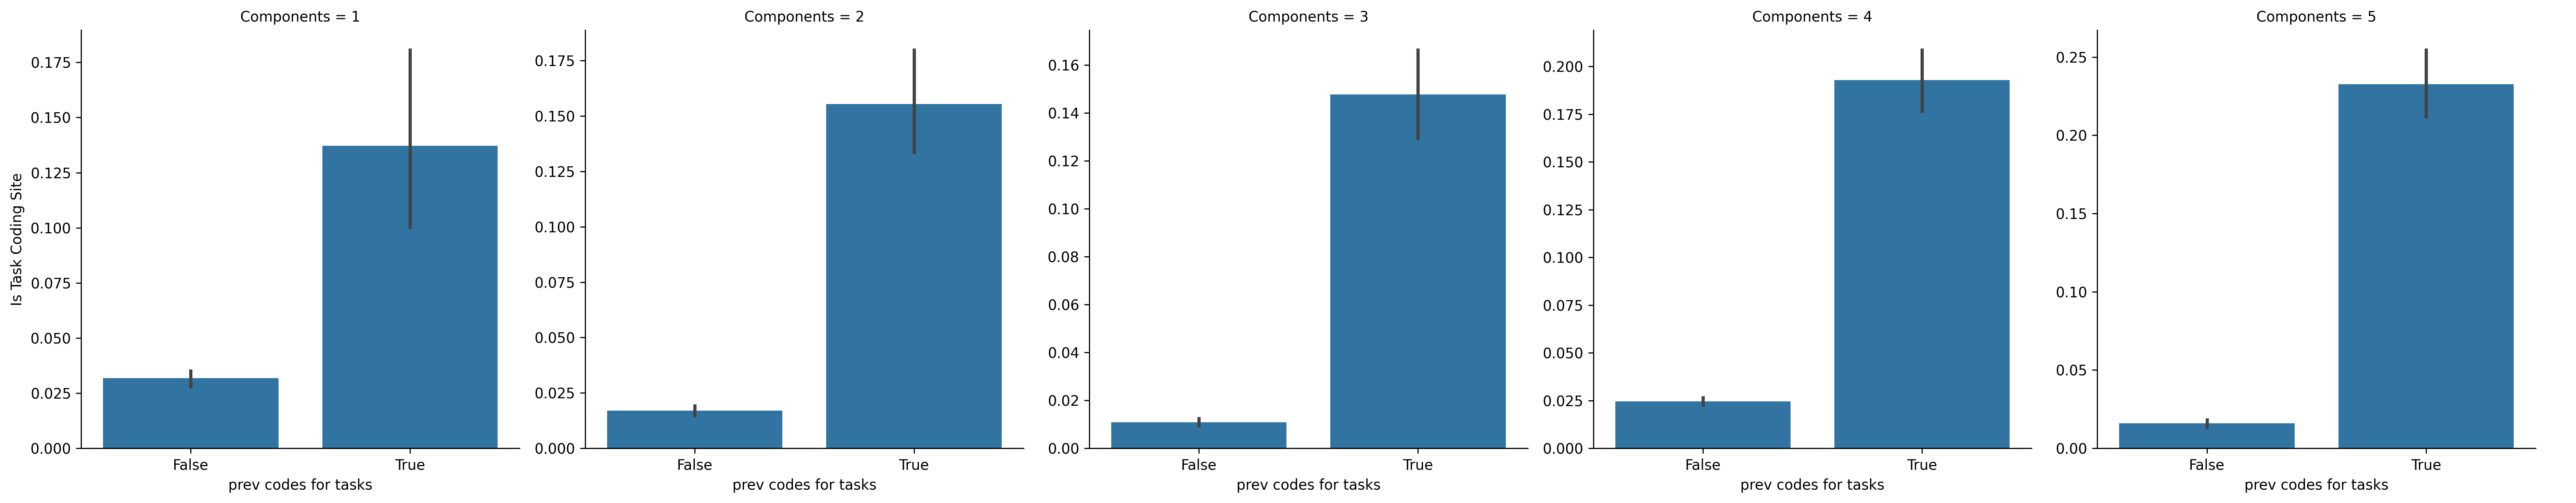 Components = 1
Is Task Coding Site
0.175
0.150
0.125
0.100
0.075
0.050
0.025
0.000
False
True
prev codes for tasks
Components = 2
0.175
0.150
0.125
0.100
0.075
0.050
0.025
0.000
False
True
prev codes for tasks
Components = 3
0.16
0.14
0.12
0.10
0.08
0.06
0.04
0.02
0.00
False
True
prev codes for tasks
Components = 4
0.200
0.175
0.150
0.125
0.100
0.075
0.050
0.025
0.000
False
True
prev codes for tasks
Components = 5
0.25
0.20
0.15
0.10
0.05
0.00
False
True
prev codes for tasks